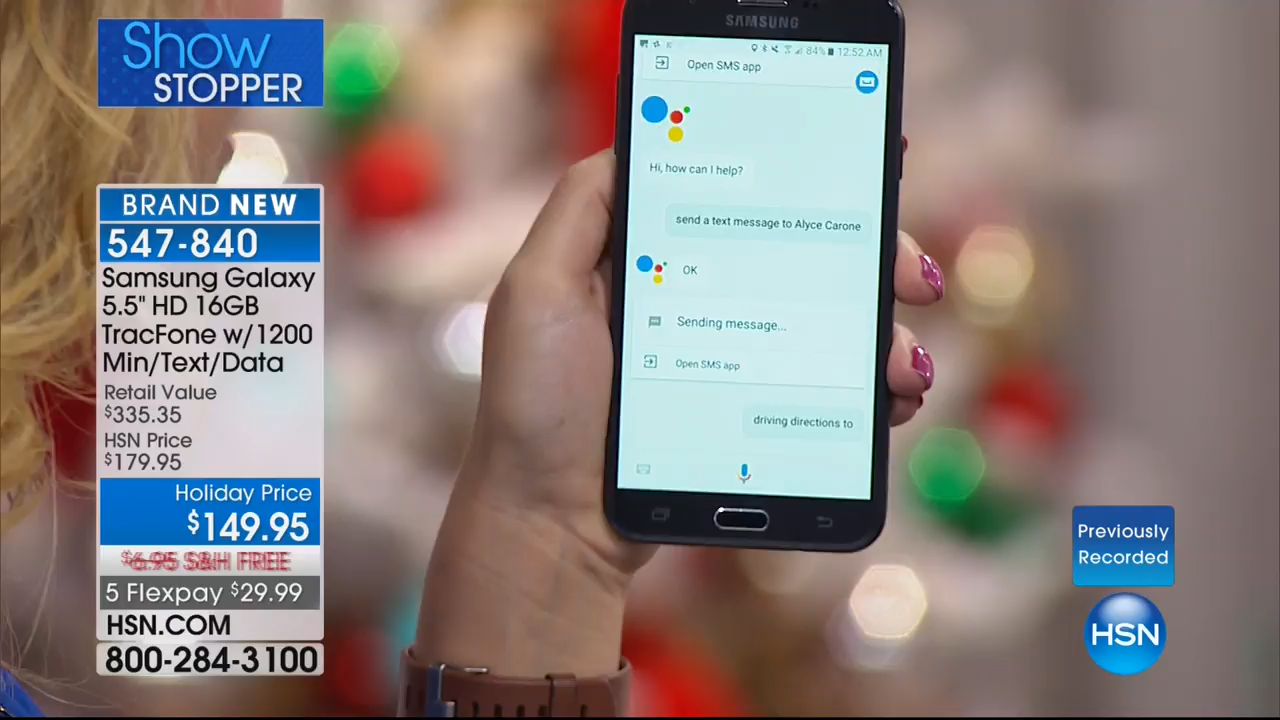 Show
STOPPER
BRAND NEW
547-840
Samsung Galaxy
5.5" HD 16GB
TracFone w/1200
Min/Text/Data
Retail Value
$335.35
HSN Price
$179.95
Holiday Price
$149.95
$6.95 S&H FREE
5 Flexpay $29.99
HSN.COM
800-284-3100
SAMSUNG
84% 12:52 AM
Open SMS app
Hi, how can I help?
send a text message to Alyce Carone
OK
Sending message...
Open SMS app
driving directions to
Previously
Recorded
HSN